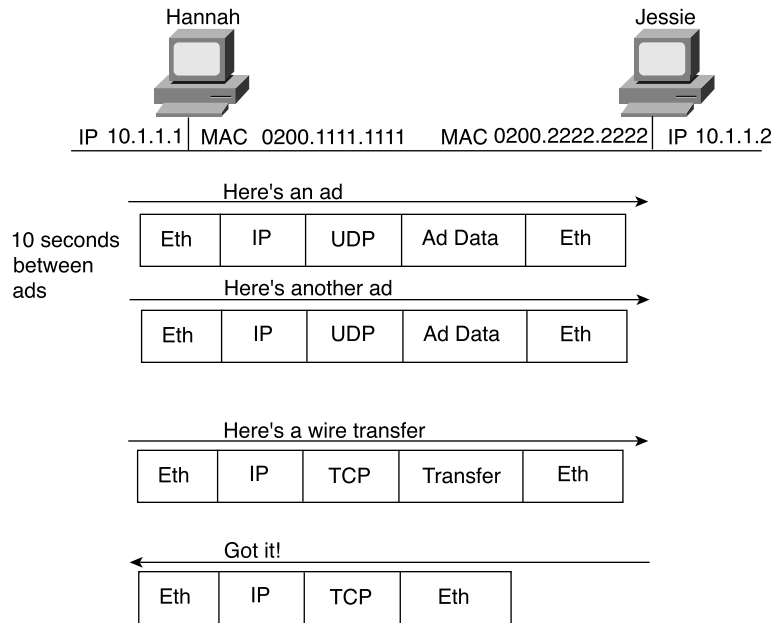 Hannah
Jessie
IP 10.1.1.1 MAC 0200.1111.1111 MAC 0200.2222.2222 IP 10.1.1.2
Here's an ad
Eth IP UDP Ad Data Eth
10 seconds
between
ads
Here's another ad
Eth IP UDP Ad Data Eth
Here's a wire transfer
Eth IP TCP Transfer Eth
Got it!
Eth IP TCP Eth